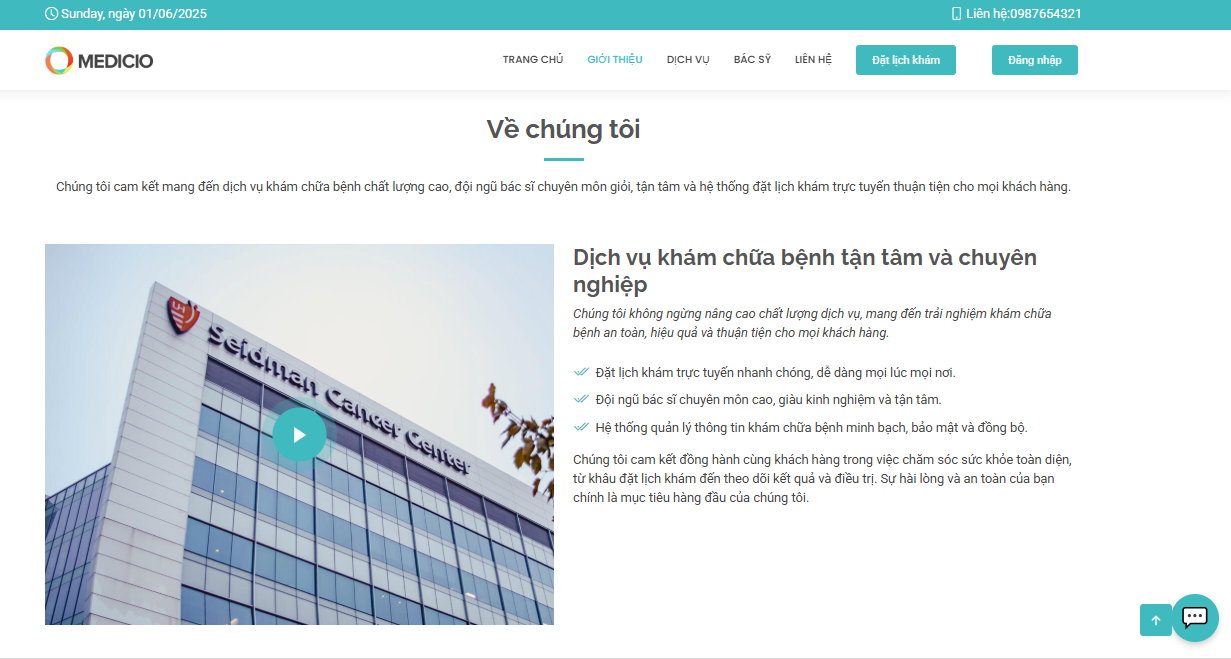 Sunday, ngày 01/06/2025
Liên hệ:0987654321
MEDICIO
TRANG CHỦ
GIỚI THIỆU
DỊCH VỤ
BÁC SỸ
LIÊN HỆ
Đặt lịch khám
Đăng nhập
Về chúng tôi
Chúng tôi cam kết mang đến dịch vụ khám chữa bệnh chất lượng cao, đội ngũ bác sĩ chuyên môn giỏi, tận tâm và hệ thống đặt lịch khám trực tuyến thuận tiện cho mọi khách hàng.
Seidman Cancer Center
Dịch vụ khám chữa bệnh tận tâm và chuyên
nghiệp
Chúng tôi không ngừng nâng cao chất lượng dịch vụ, mang đến trải nghiệm khám chữa
bệnh an toàn, hiệu quả và thuận tiện cho mọi khách hàng.
Đặt lịch khám trực tuyến nhanh chóng, dễ dàng mọi lúc mọi nơi.
Đội ngũ bác sĩ chuyên môn cao, giàu kinh nghiệm và tận tâm.
Hệ thống quản lý thông tin khám chữa bệnh minh bạch, bảo mật và đồng bộ.
Chúng tôi cam kết đồng hành cùng khách hàng trong việc chăm sóc sức khỏe toàn diện,
từ khâu đặt lịch khám đến theo dõi kết quả và điều trị. Sự hài lòng và an toàn của bạn
chính là mục tiêu hàng đầu của chúng tôi.